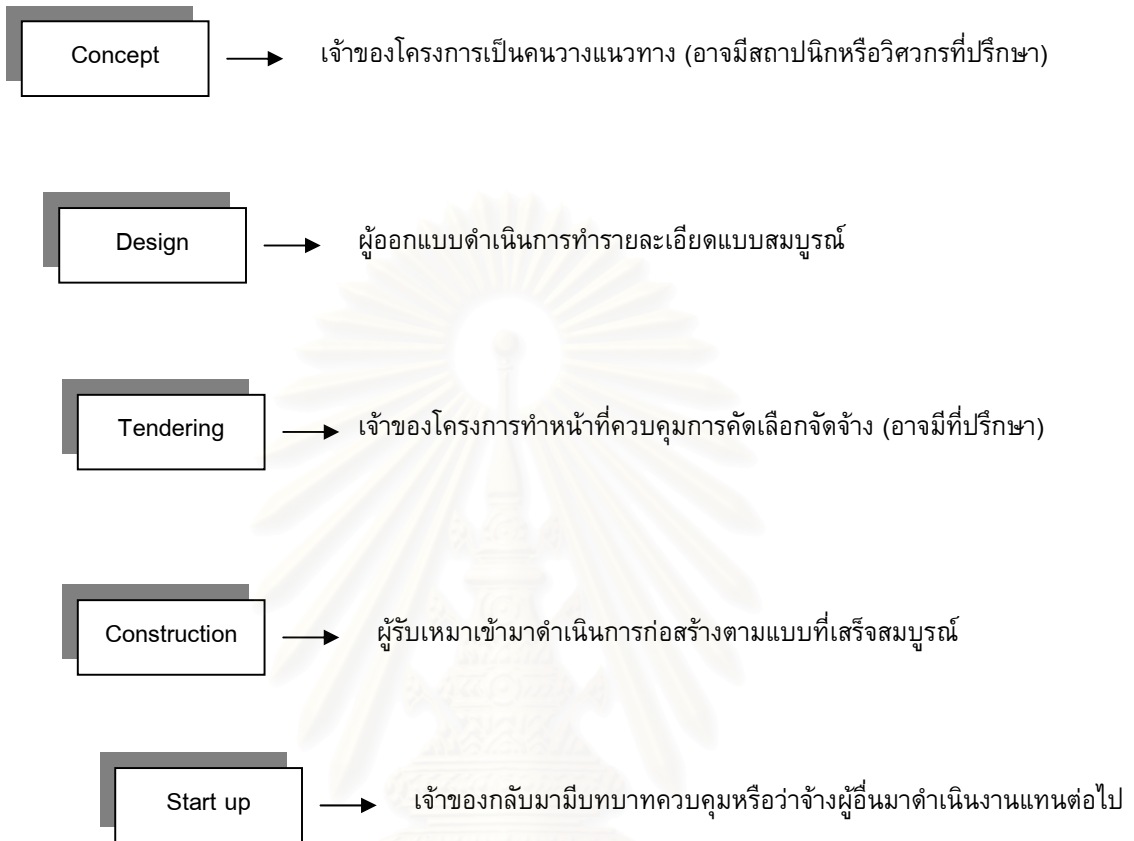 Concept เจ้าของโครงการเป็นคนวางแนวทาง (อาจมีสถาปนิกหรือวิศวกรที่ปรึกษา)
Design ผู้ออกแบบดำเนินการทำรายละเอียดแบบสมบูรณ์
Tendering เจ้าของโครงการทำหน้าที่ควบคุมการคัดเลือกจัดจ้าง (อาจมีที่ปรึกษา)
Construction ผู้รับเหมาเข้ามาดำเนินการก่อสร้างตามแบบที่เสร็จสมบูรณ์
Start up เจ้าของกลับมามีบทบาทควบคุมหรือว่าจ้างผู้อื่นมาดำเนินงานแทนต่อไป